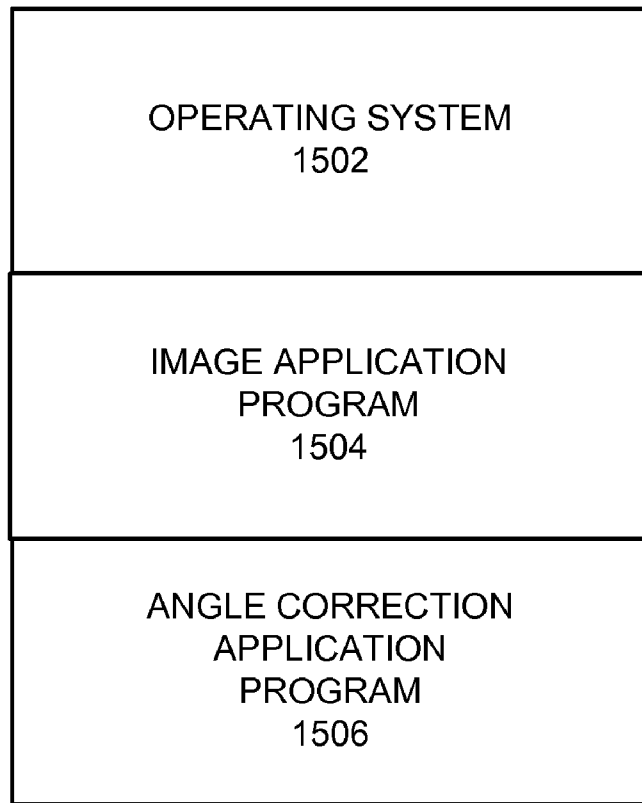 OPERATING SYSTEM
1502
IMAGE APPLICATION
PROGRAM
1504
ANGLE CORRECTION
APPLICATION
PROGRAM
1506